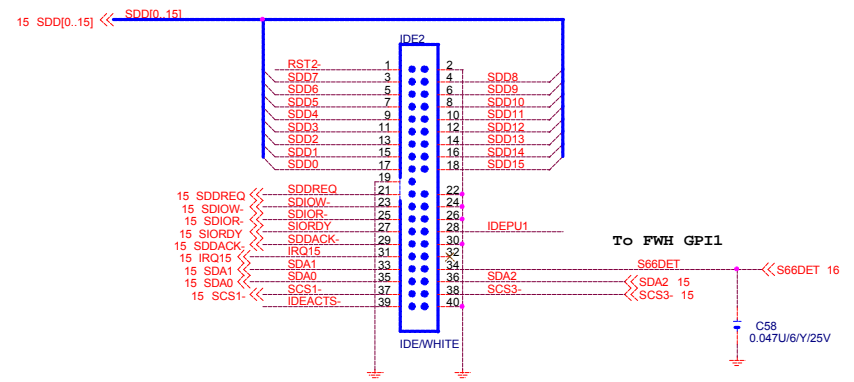 15 SDD[0..15] SDD[0..15]
IDE2
RST2- 1 2
SDD7 3 4 SDD8
SDD6 5 6 SDD9
SDD5 7 8 SDD10
SDD4 9 10 SDD11
SDD3 11 12 SDD12
SDD2 13 14 SDD13
SDD1 15 16 SDD14
SDD0 17 18 SDD15
19
15 SDDREQ SDDREQ 21 22
15 SDIOW- SDIOW- 23 24
15 SDIOR- SDIOR- 25 26
15 SIORDY SIORDY 27 28 IDEPU1
15 SDDACK- SDDACK- 29 30
To FWH GPI1
15 IRQ15 IRQ15 31 32
15 SDA1 SDA1 33 34 S66DET S66DET 16
15 SDA0 SDA0 35 36 SDA2 SDA2 15
15 SCS1- SCS1- 37 38 SCS3- SCS3- 15
IDEACTS- 39 40
C58
0.047U/6/Y/25V
IDE/WHITE